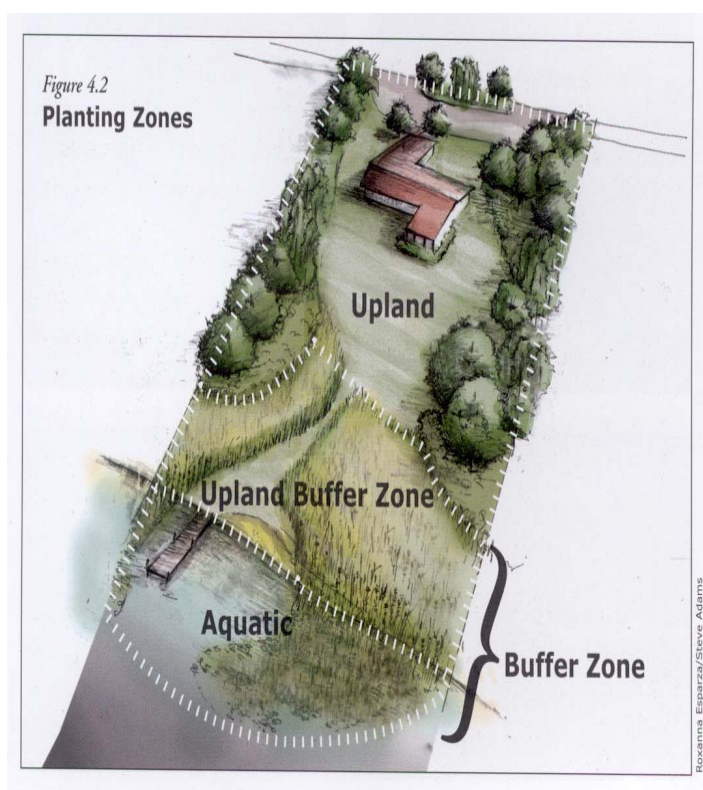 Figure 4.2
Planting Zones
Upland
Upland Buffer Zone
Aquatic
Buffer Zone
Roxanna Esparza/Steve Adams